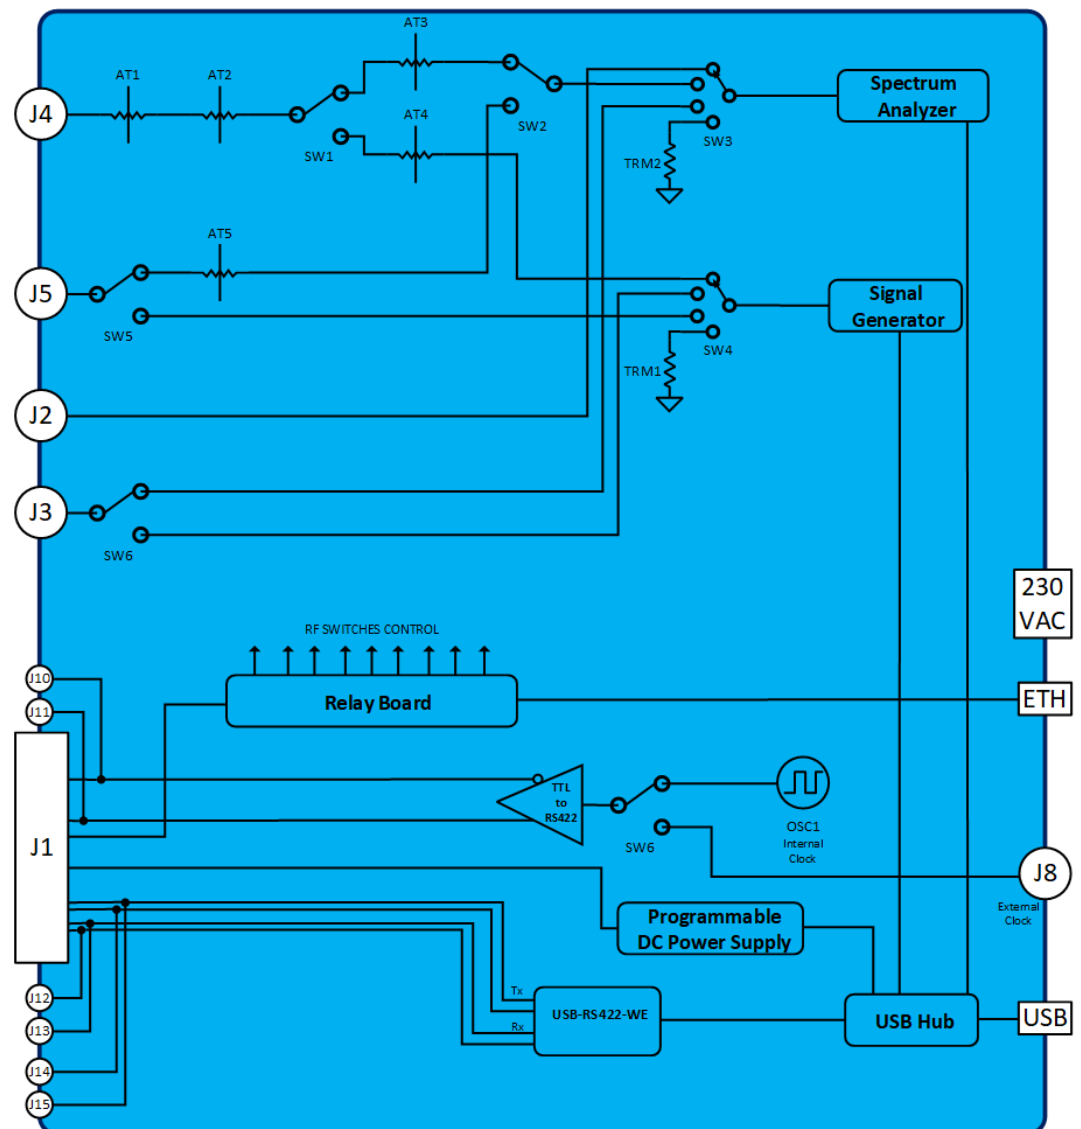 AT3
AT1
AT2
J4
SW1
AT4
SW2
SW3
TRM2
Spectrum
Analyzer
AT5
J5
SW5
Signal
Generator
SW4
TRM1
J2
J3
SW6
230
VAC
RF SWITCHES CONTROL
J10
Relay Board
ETH
J11
TTL
to
RS422
SW6
OSC1
Internal
Clock
J1
J8
External
Clock
Programmable
DC Power Supply
J12
Tx
USB-RS422-WE
Rx
USB Hub
USB
J13
J14
J15